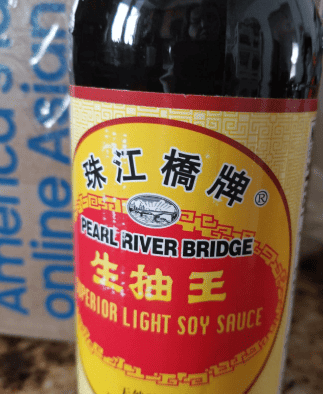 America's
online Asian
珠江橋牌®
PEARL RIVER BRIDGE
生抽王
SUPERIOR LIGHT SOY SAUCE